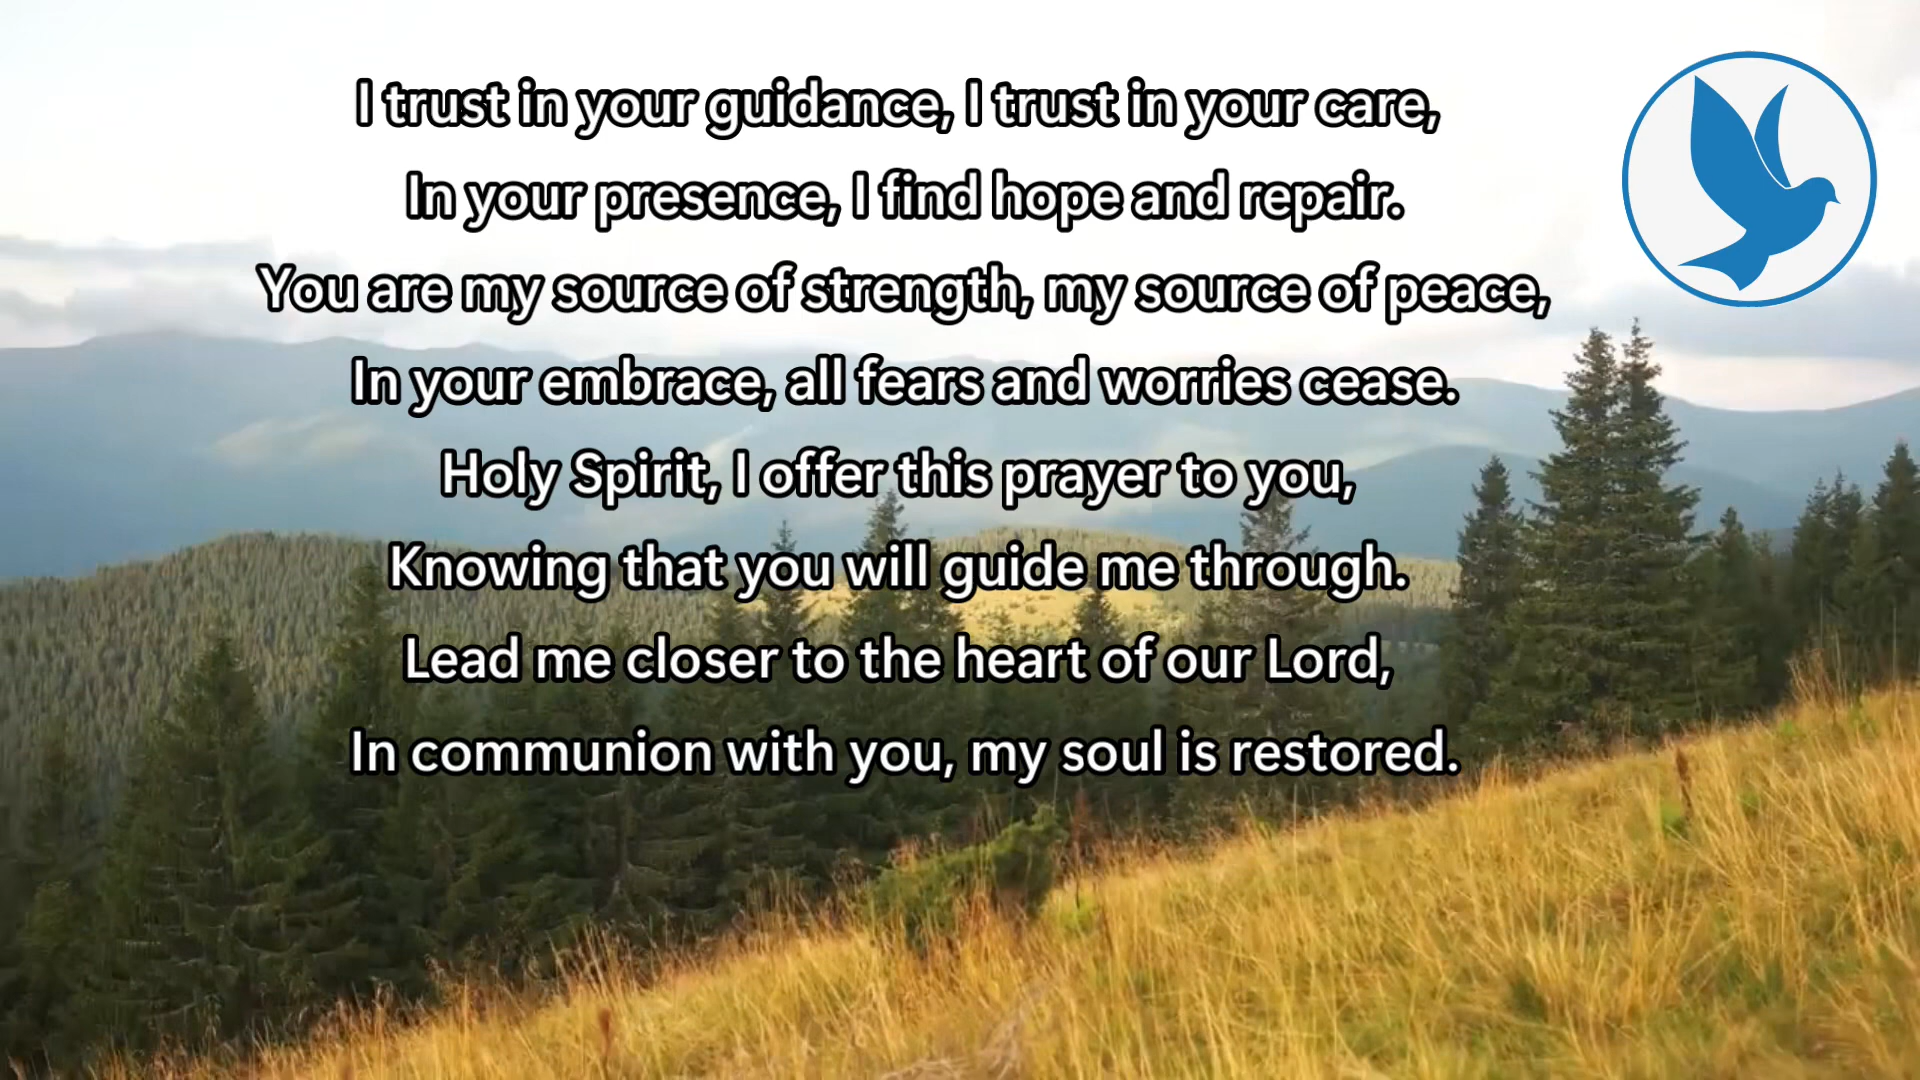 I trust in your guidance, I trust in your care,
In your presence, I find hope and repair.
You are my source of strength, my source of peace,
In your embrace, all fears and worries cease.
Holy Spirit, I offer this prayer to you,
Knowing that you will guide me through.
Lead me closer to the heart of our Lord,
In communion with you, my soul is restored.